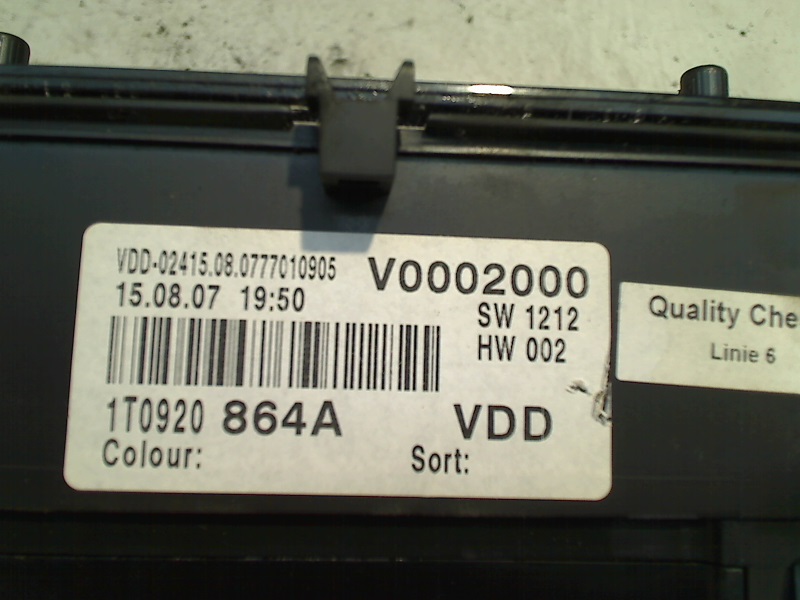 VDD-02415.08.0777010905
V0002000
15.08.07 19:50
SW 1212
HW 002
1T0920 864A
VDD
Colour:
Sort:
Quality Che
Linie 6